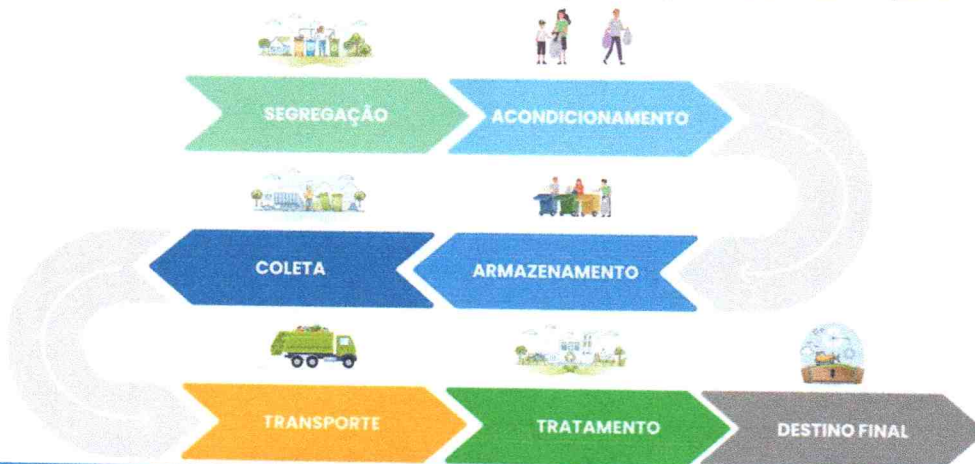 SEGREGAÇÃO
ACONDICIONAMENTO
ARMAZENAMENTO
COLETA
TRANSPORTE
TRATAMENTO
DESTINO FINAL